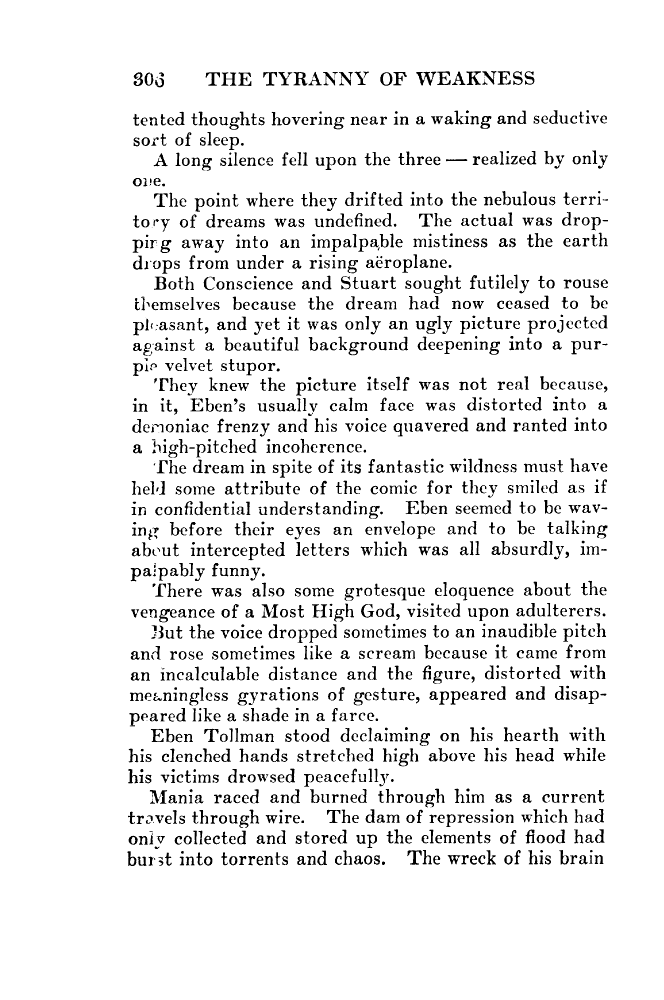 306 THE TYRANNY OF WEAKNESS
tented thoughts hovering near in a waking and seductive
sort of sleep.
A long silence fell upon the three — realized by only
one.
The point where they drifted into the nebulous terri-
tory of dreams was undefined. The actual was drop-
ping away into an impalpable mistiness as the earth
drops from under a rising aëroplane.
Both Conscience and Stuart sought futilely to rouse
themselves because the dream had now ceased to be
pleasant, and yet it was only an ugly picture projected
against a beautiful background deepening into a pur-
ple velvet stupor.
They knew the picture itself was not real because,
in it, Eben's usually calm face was distorted into a
demoniac frenzy and his voice quavered and ranted into
a high-pitched incoherence.
The dream in spite of its fantastic wildness must have
held some attribute of the comic for they smiled as if
in confidential understanding. Eben seemed to be wav-
ing before their eyes an envelope and to be talking
about intercepted letters which was all absurdly, im-
palpably funny.
There was also some grotesque eloquence about the
vengeance of a Most High God, visited upon adulterers.
But the voice dropped sometimes to an inaudible pitch
and rose sometimes like a scream because it came from
an incalculable distance and the figure, distorted with
meaningless gyrations of gesture, appeared and disap-
peared like a shade in a farce.
Eben Tollman stood declaiming on his hearth with
his clenched hands stretched high above his head while
his victims drowsed peacefully.
Mania raced and burned through him as a current
travels through wire. The dam of repression which had
only collected and stored up the elements of flood had
burst into torrents and chaos. The wreck of his brain